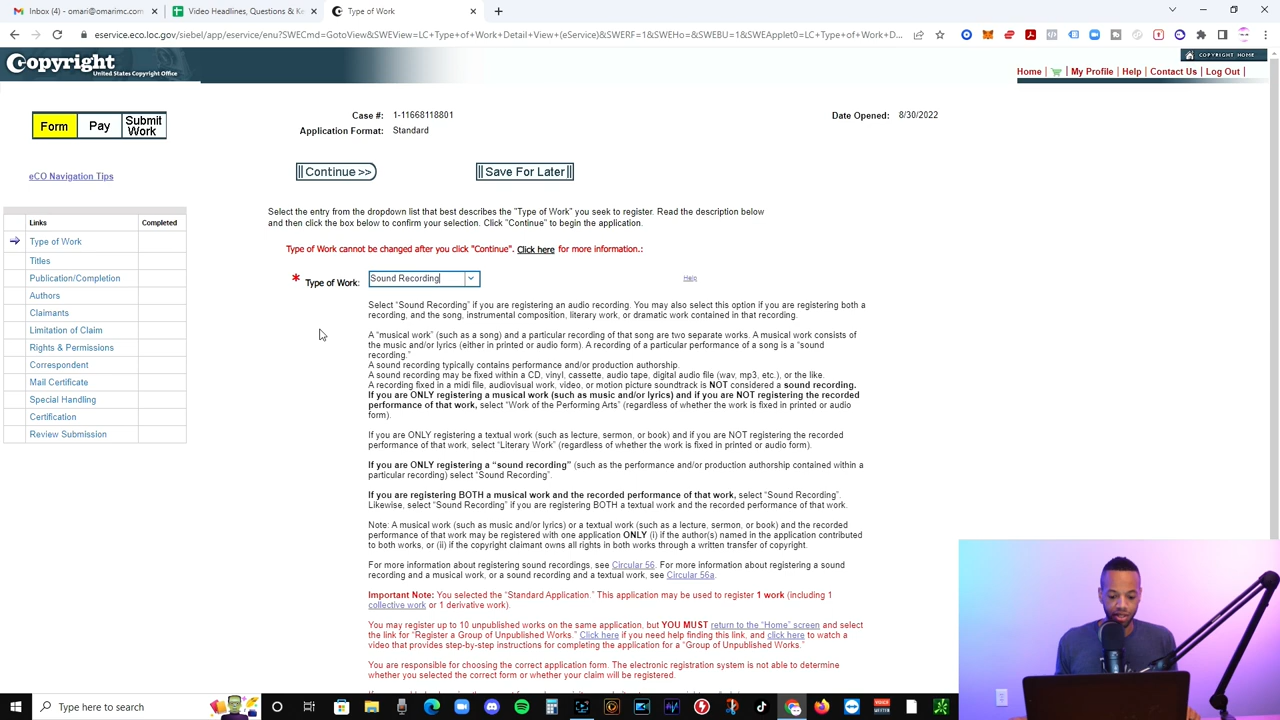 Inbox (4) - omari@omarimc.com
Video Headlines, Questions & Ke
Type of Work
eservice.eco.loc.gov/siebel/app/eservice/enu?SWECmd=GotoView&SWEView=LC+Type+of+Work+Detail+View+(eService)&SWERF=1&SWEHo=&SWEBU=1&SWEApplet0=LC+Type+of+Work+D...
Copyright
United States Copyright Office
COPYRIGHT HOME
Home | | My Profile | Help | Contact Us | Log Out |
Form Pay Submit Work
Case #: 1-11668118801 Date Opened: 8/30/2022
Application Format: Standard
eCO Navigation Tips
Continue >> Save For Later
Links Completed
Type of Work
Titles
Publication/Completion
Authors
Claimants
Limitation of Claim
Rights & Permissions
Correspondent
Mail Certificate
Special Handling
Certification
Review Submission
Select the entry from the dropdown list that best describes the "Type of Work" you seek to register. Read the description below
and then click the box below to confirm your selection. Click "Continue" to begin the application.
Type of Work cannot be changed after you click "Continue". Click here for more information.:
* Type of Work: Sound Recording Help
Select "Sound Recording" if you are registering an audio recording. You may also select this option if you are registering both a
recording, and the song, instrumental composition, literary work, or dramatic work contained in that recording.
A "musical work" (such as a song) and a particular recording of that song are two separate works. A musical work consists of
the music and/or lyrics (either in printed or audio form). A recording of a particular performance of a song is a "sound
recording."
A sound recording typically contains performance and/or production authorship.
A sound recording may be fixed within a CD, vinyl, cassette, audio tape, digital audio file (wav, mp3, etc.), or the like.
A recording fixed in a midi file, audiovisual work, video, or motion picture soundtrack is NOT considered a sound recording.
If you are ONLY registering a musical work (such as music and/or lyrics) and if you are NOT registering the recorded
performance of that work, select "Work of the Performing Arts" (regardless of whether the work is fixed in printed or audio
form).
If you are ONLY registering a textual work (such as lecture, sermon, or book) and if you are NOT registering the recorded
performance of that work, select "Literary Work" (regardless of whether the work is fixed in printed or audio form).
If you are ONLY registering a "sound recording" (such as the performance and/or production authorship contained within a
particular recording) select "Sound Recording".
If you are registering BOTH a musical work and the recorded performance of that work, select "Sound Recording".
Likewise, select "Sound Recording" if you are registering BOTH a textual work and the recorded performance of that work.
Note: A musical work (such as music and/or lyrics) or a textual work (such as a lecture, sermon, or book) and the recorded
performance of that work may be registered with one application ONLY (i) if the author(s) named in the application contributed
to both works, or (ii) if the copyright claimant owns all rights in both works through a written transfer of copyright.
For more information about registering sound recordings, see Circular 56. For more information about registering a sound
recording and a musical work, or a sound recording and a textual work, see Circular 56a.
Important Note: You selected the "Standard Application." This application may be used to register 1 work (including 1
collective work or 1 derivative work).
You may register up to 10 unpublished works on the same application, but YOU MUST return to the "Home" screen and select
the link for "Register a Group of Unpublished Works." Click here if you need help finding this link, and click here to watch a
video that provides step-by-step instructions for completing the application for a "Group of Unpublished Works."
You are responsible for choosing the correct application form. The electronic registration system is not able to determine
whether you selected the correct form or whether your claim will be registered.
Type here to search